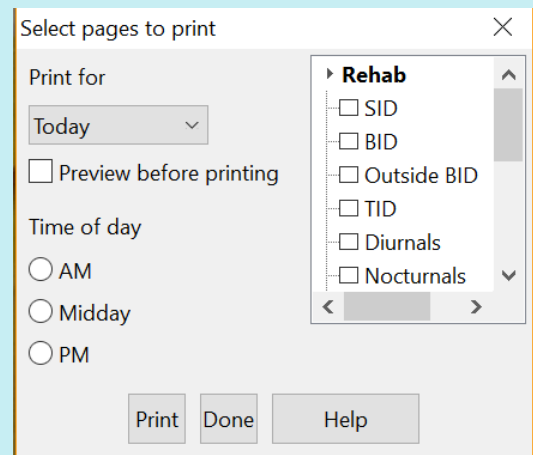 Select pages to print
Print for
Today
Preview before printing
Time of day
AM
Midday
PM
Rehab
SID
BID
Outside BID
TID
Diurnals
Nocturnals
Print Done Help